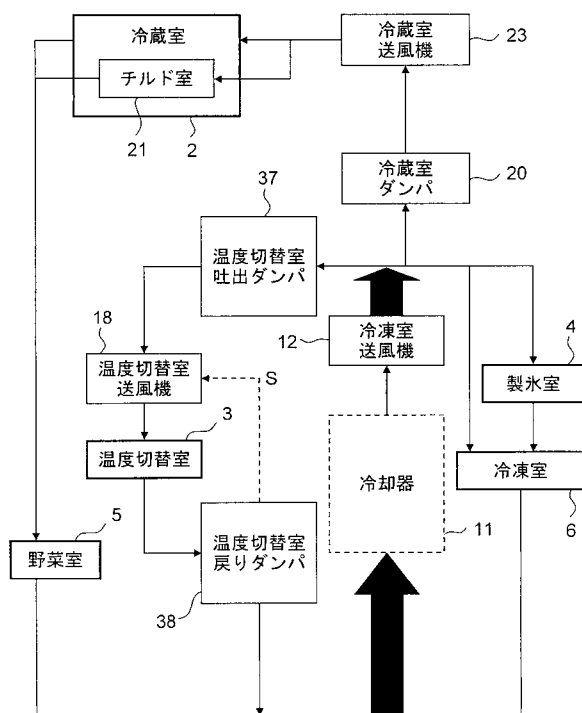 冷蔵室
チルド室
21
2
冷蔵室
送風機
23
冷蔵室
ダンパ
20
37
温度切替室
吐出ダンパ
18
温度切替室
送風機
S
12
冷凍室
送風機
4
製氷室
3
温度切替室
冷却器
11
冷凍室
6
5
野菜室
温度切替室
戻りダンパ
38